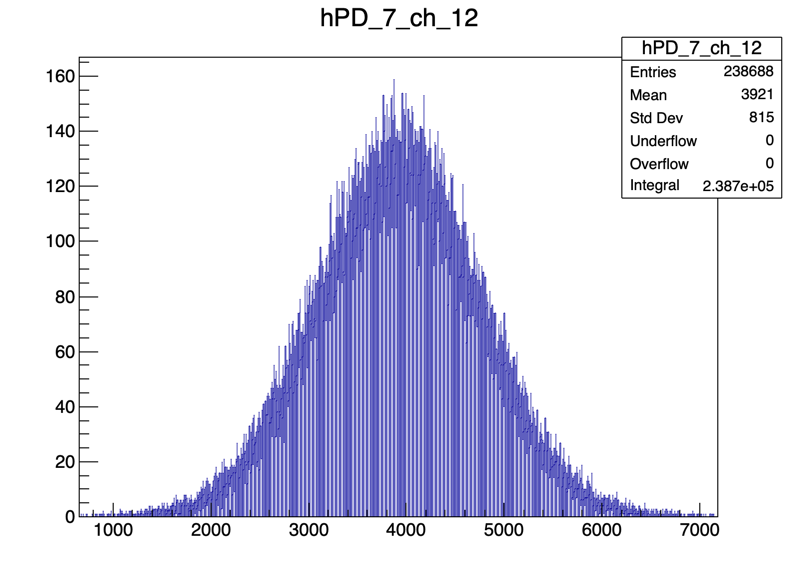 hPD_7_ch_12
hPD_7_ch_12
Entries 238688
Mean 3921
Std Dev 815
Underflow 0
Overflow 0
Integral 2.387e+05
160
140
120
100
80
60
40
20
0
1000 2000 3000 4000 5000 6000 7000